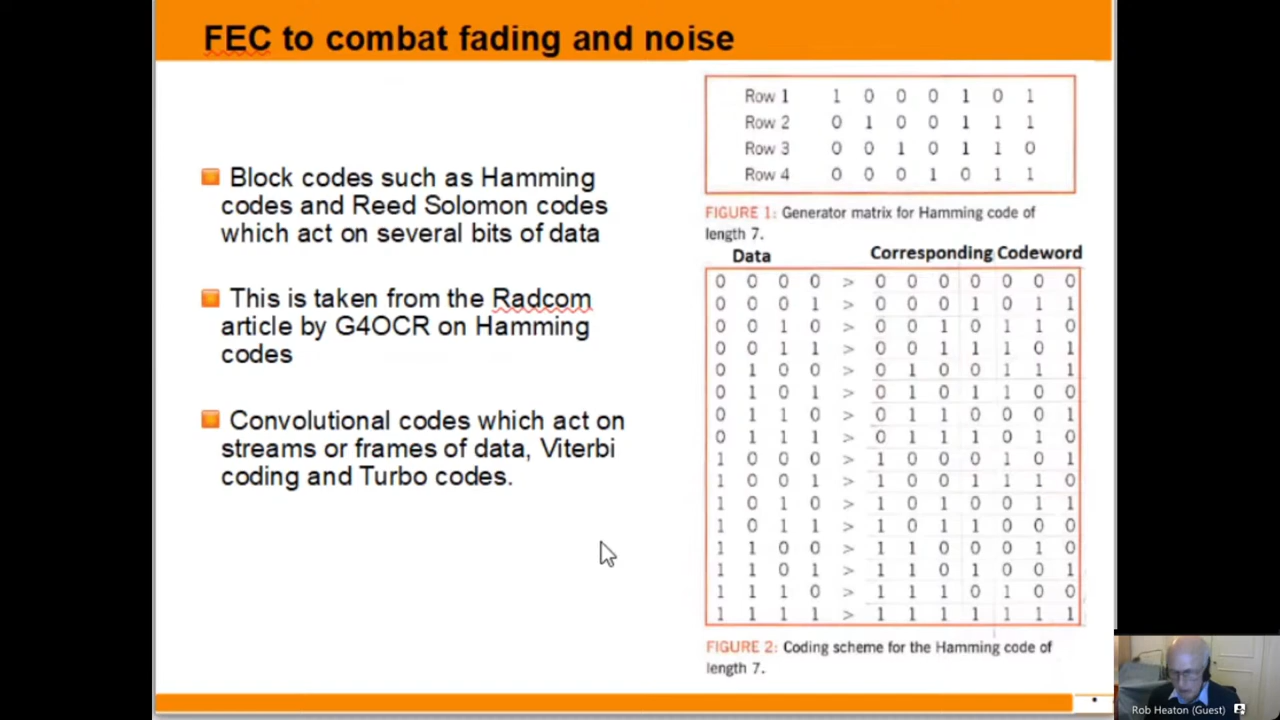 FEC to combat fading and noise
Block codes such as Hamming
codes and Reed Solomon codes
which act on several bits of data
This is taken from the Radcom
article by G4OCR on Hamming
codes
Convolutional codes which act on
streams or frames of data, Viterbi
coding and Turbo codes.
Row 1 1 0 0 0 1 0 1
Row 2 0 1 0 0 1 1 1
Row 3 0 0 1 0 1 1 0
Row 4 0 0 0 1 0 1 1
FIGURE 1: Generator matrix for Hamming code of
length 7.
Data Corresponding Codeword
0 0 0 0 > 0 0 0 0 0 0 0
0 0 0 1 > 0 0 0 1 0 1 1
0 0 1 0 > 0 0 1 0 1 1 0
0 0 1 1 > 0 0 1 1 1 0 1
0 1 0 0 > 0 1 0 0 1 1 1
0 1 0 1 > 0 1 0 1 1 0 0
0 1 1 0 > 0 1 1 0 0 0 1
0 1 1 1 > 0 1 1 1 0 1 0
1 0 0 0 > 1 0 0 0 1 0 1
1 0 0 1 > 1 0 0 1 1 1 0
1 0 1 0 > 1 0 1 0 0 1 1
1 0 1 1 > 1 0 1 1 0 0 0
1 1 0 0 > 1 1 0 0 0 1 0
1 1 0 1 > 1 1 0 1 0 0 1
1 1 1 0 > 1 1 1 0 1 0 0
1 1 1 1 > 1 1 1 1 1 1 1
FIGURE 2: Coding scheme for the Hamming code of
length 7.
Rob Heaton (Guest)